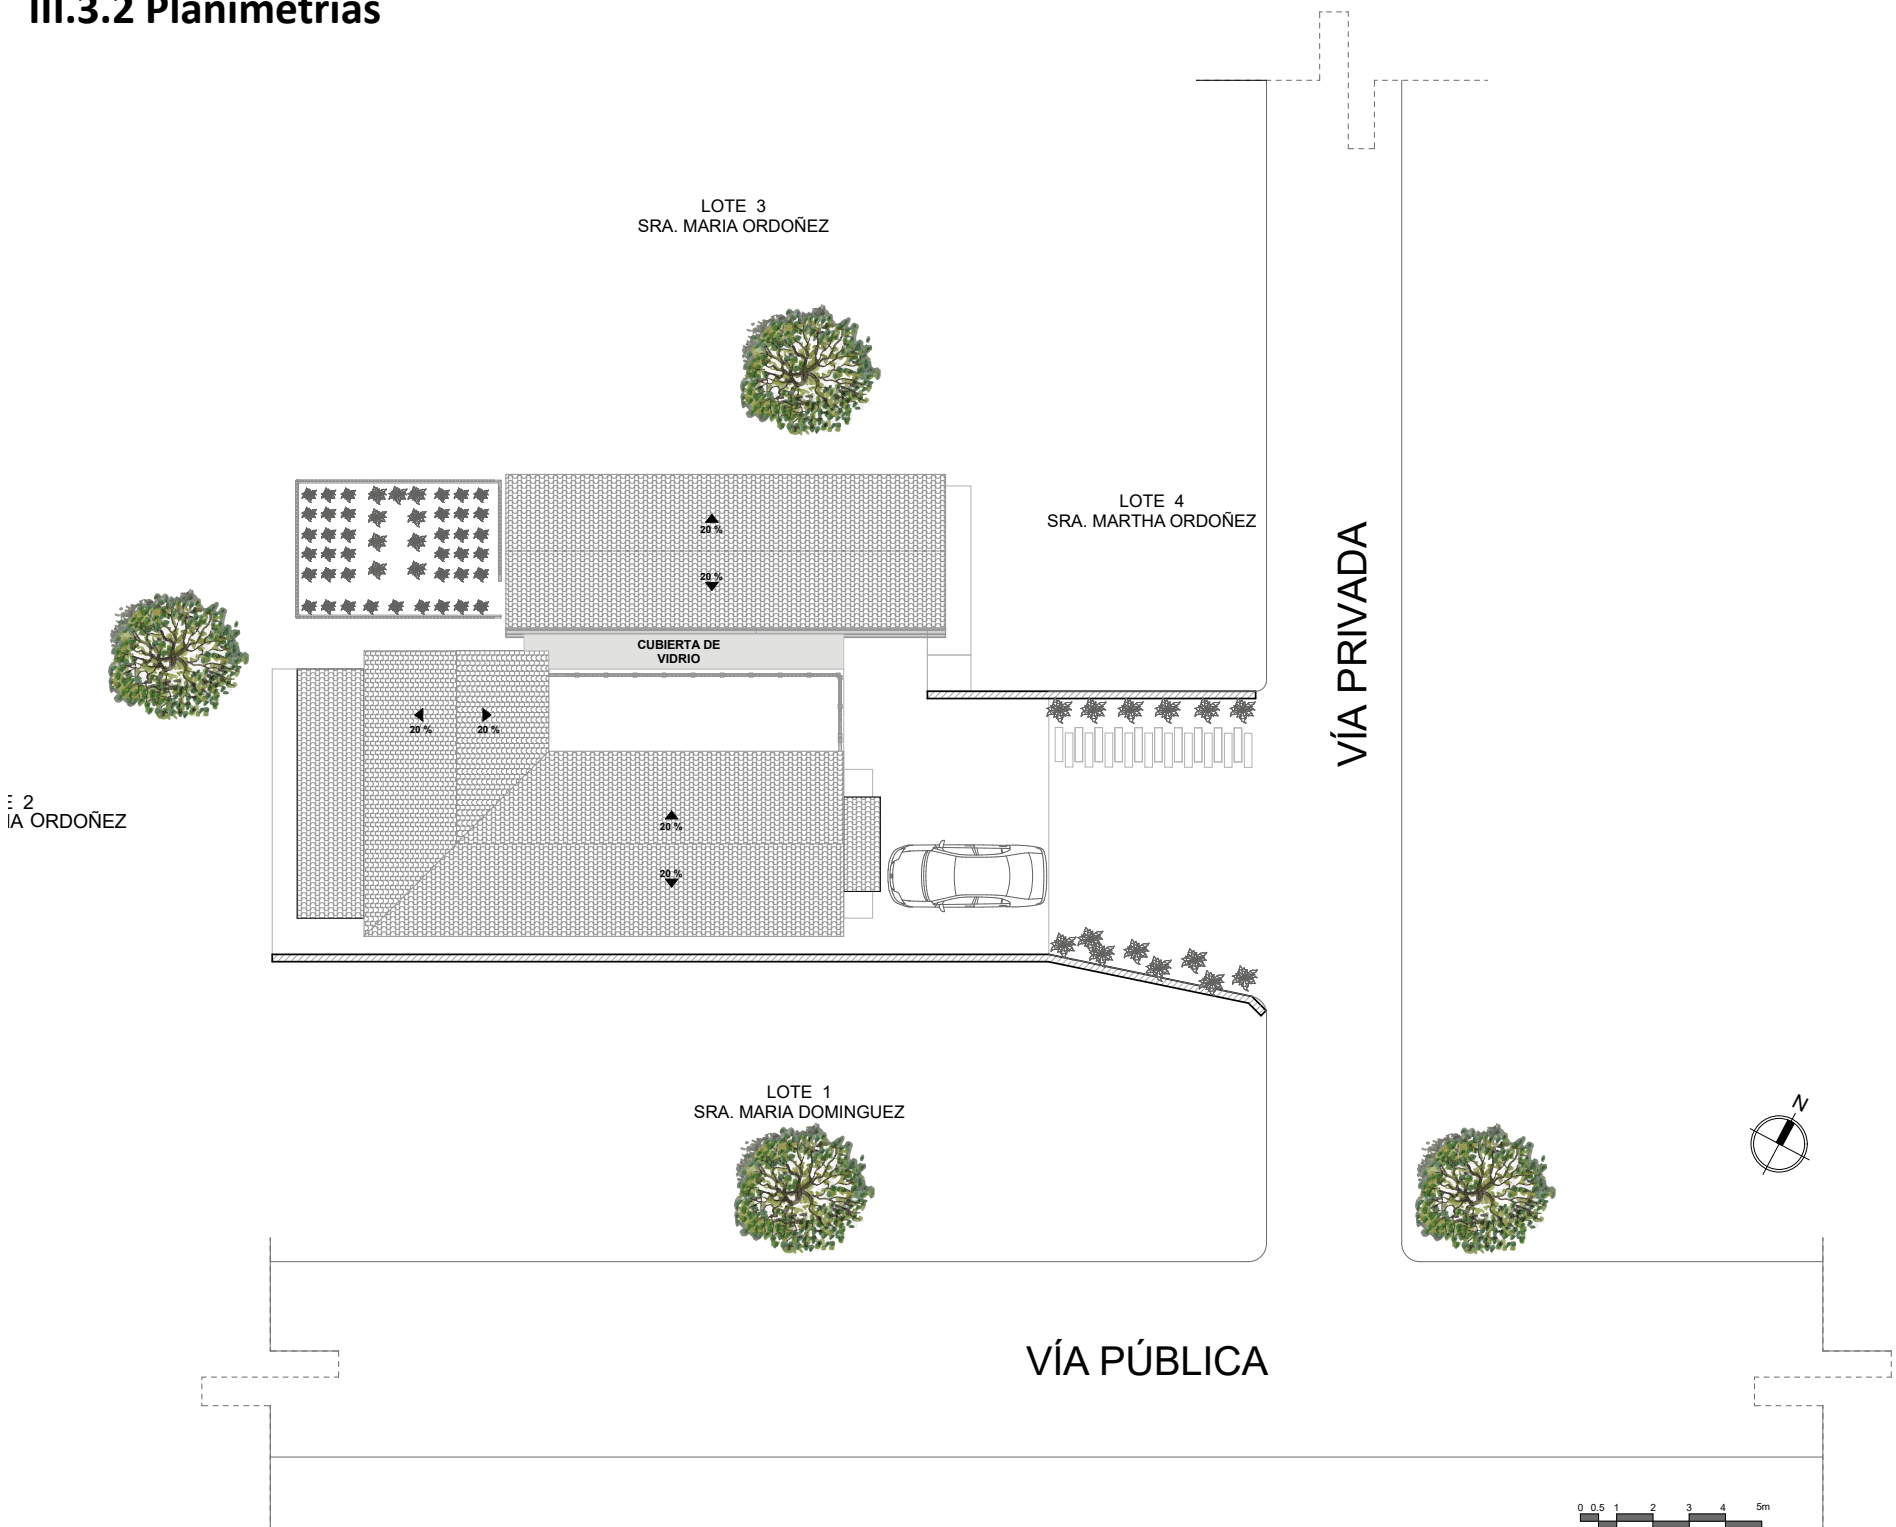 III.3.2 Planimetrías
LOTE 3
SRA. MARIA ORDOÑEZ
LOTE 4
SRA. MARTHA ORDOÑEZ
20 %
20 %
CUBIERTA DE
VIDRIO
VÍA PRIVADA
20 %
20 %
2
ORDOÑEZ
20 %
20 %
LOTE 1
SRA. MARIA DOMINGUEZ
N
VÍA PÚBLICA
0 0.5 1 2 3 4 5m